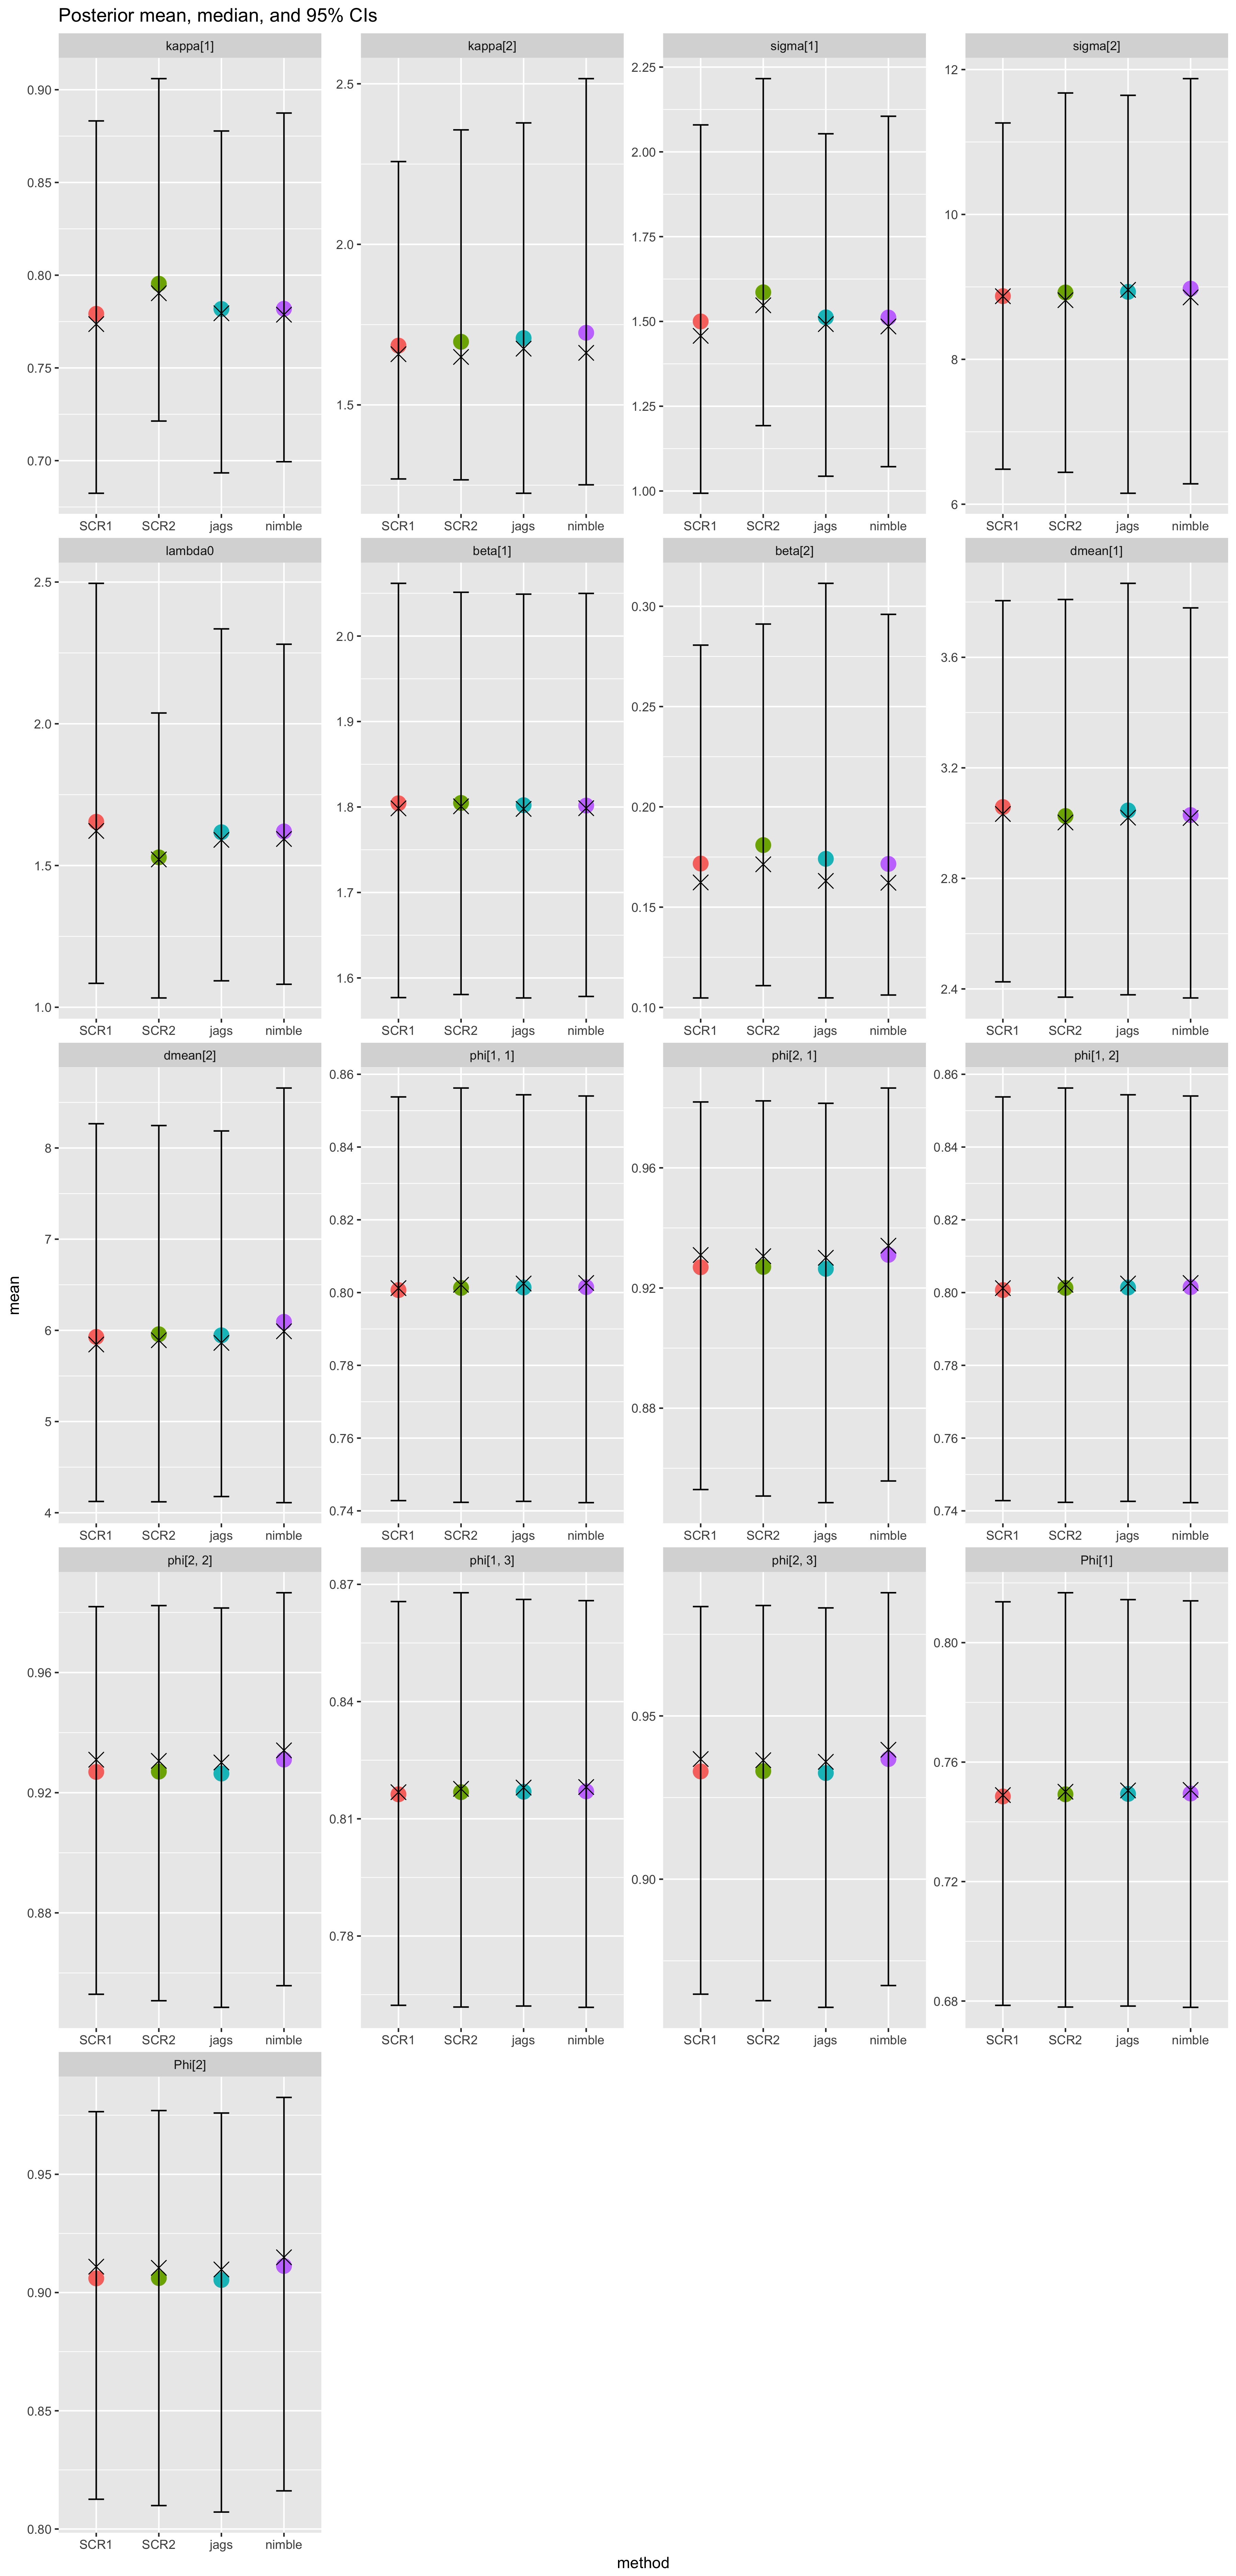 Posterior mean, median, and 95% CIs
kappa[1] kappa[2] sigma[1] sigma[2]
0.90 0.85 0.80 0.75 0.70
2.5 2.0 1.5
2.25 2.00 1.75 1.50 1.25 1.00
12 10 8 6
SCR1 SCR2 jags nimble SCR1 SCR2 jags nimble SCR1 SCR2 jags nimble SCR1 SCR2 jags nimble
lambda0 beta[1] beta[2] dmean[1]
2.5 2.0 1.5 1.0
2.0 1.9 1.8 1.7 1.6
0.30 0.25 0.20 0.15 0.10
3.6 3.2 2.8 2.4
SCR1 SCR2 jags nimble SCR1 SCR2 jags nimble SCR1 SCR2 jags nimble SCR1 SCR2 jags nimble
dmean[2] phi[1, 1] phi[2, 1] phi[1, 2]
8 7 6 5 4
0.86 0.84 0.82 0.80 0.78 0.76 0.74
0.96 0.92 0.88
0.86 0.84 0.82 0.80 0.78 0.76 0.74
mean
SCR1 SCR2 jags nimble SCR1 SCR2 jags nimble SCR1 SCR2 jags nimble SCR1 SCR2 jags nimble
phi[2, 2] phi[1, 3] phi[2, 3] Phi[1]
0.96 0.92 0.88
0.87 0.84 0.81 0.78
0.95 0.90
0.80 0.76 0.72 0.68
SCR1 SCR2 jags nimble SCR1 SCR2 jags nimble SCR1 SCR2 jags nimble SCR1 SCR2 jags nimble
Phi[2]
0.95 0.90 0.85 0.80
SCR1 SCR2 jags nimble
method